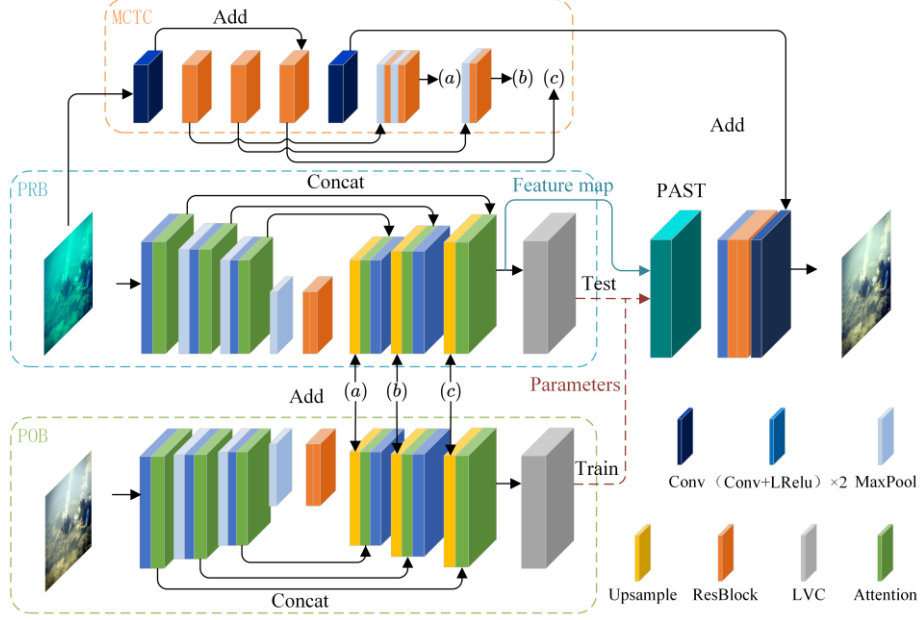 MCTC
Add
(a)
(b)
(c)
Add
PRB
Concat
Feature map
PAST
Test
Parameters
Add
(a)
(b)
(c)
POB
Train
Concat
Conv
(Conv+LRelu) ×2
MaxPool
Upsample
ResBlock
LVC
Attention